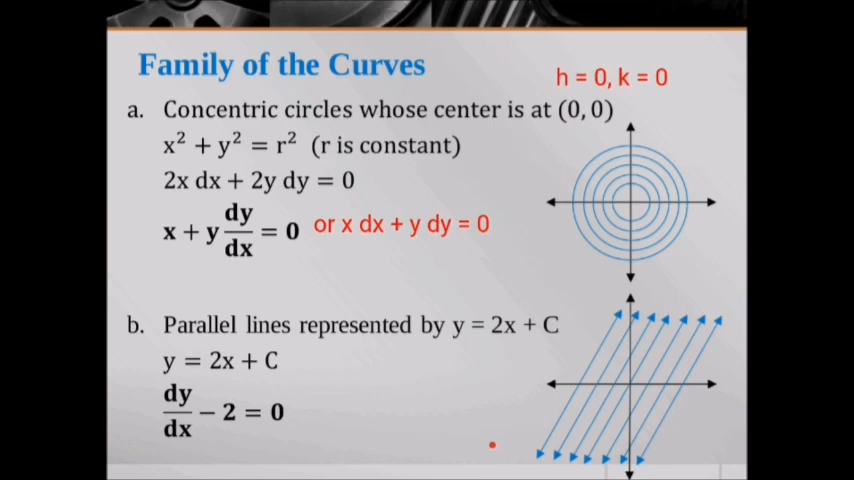 Family of the Curves
h = 0, k = 0
a. Concentric circles whose center is at (0, 0)
x² + y² = r² (r is constant)
2x dx + 2y dy = 0
x + y dy/dx = 0 or x dx + y dy = 0
b. Parallel lines represented by y = 2x + C
y = 2x + C
dy/dx − 2 = 0